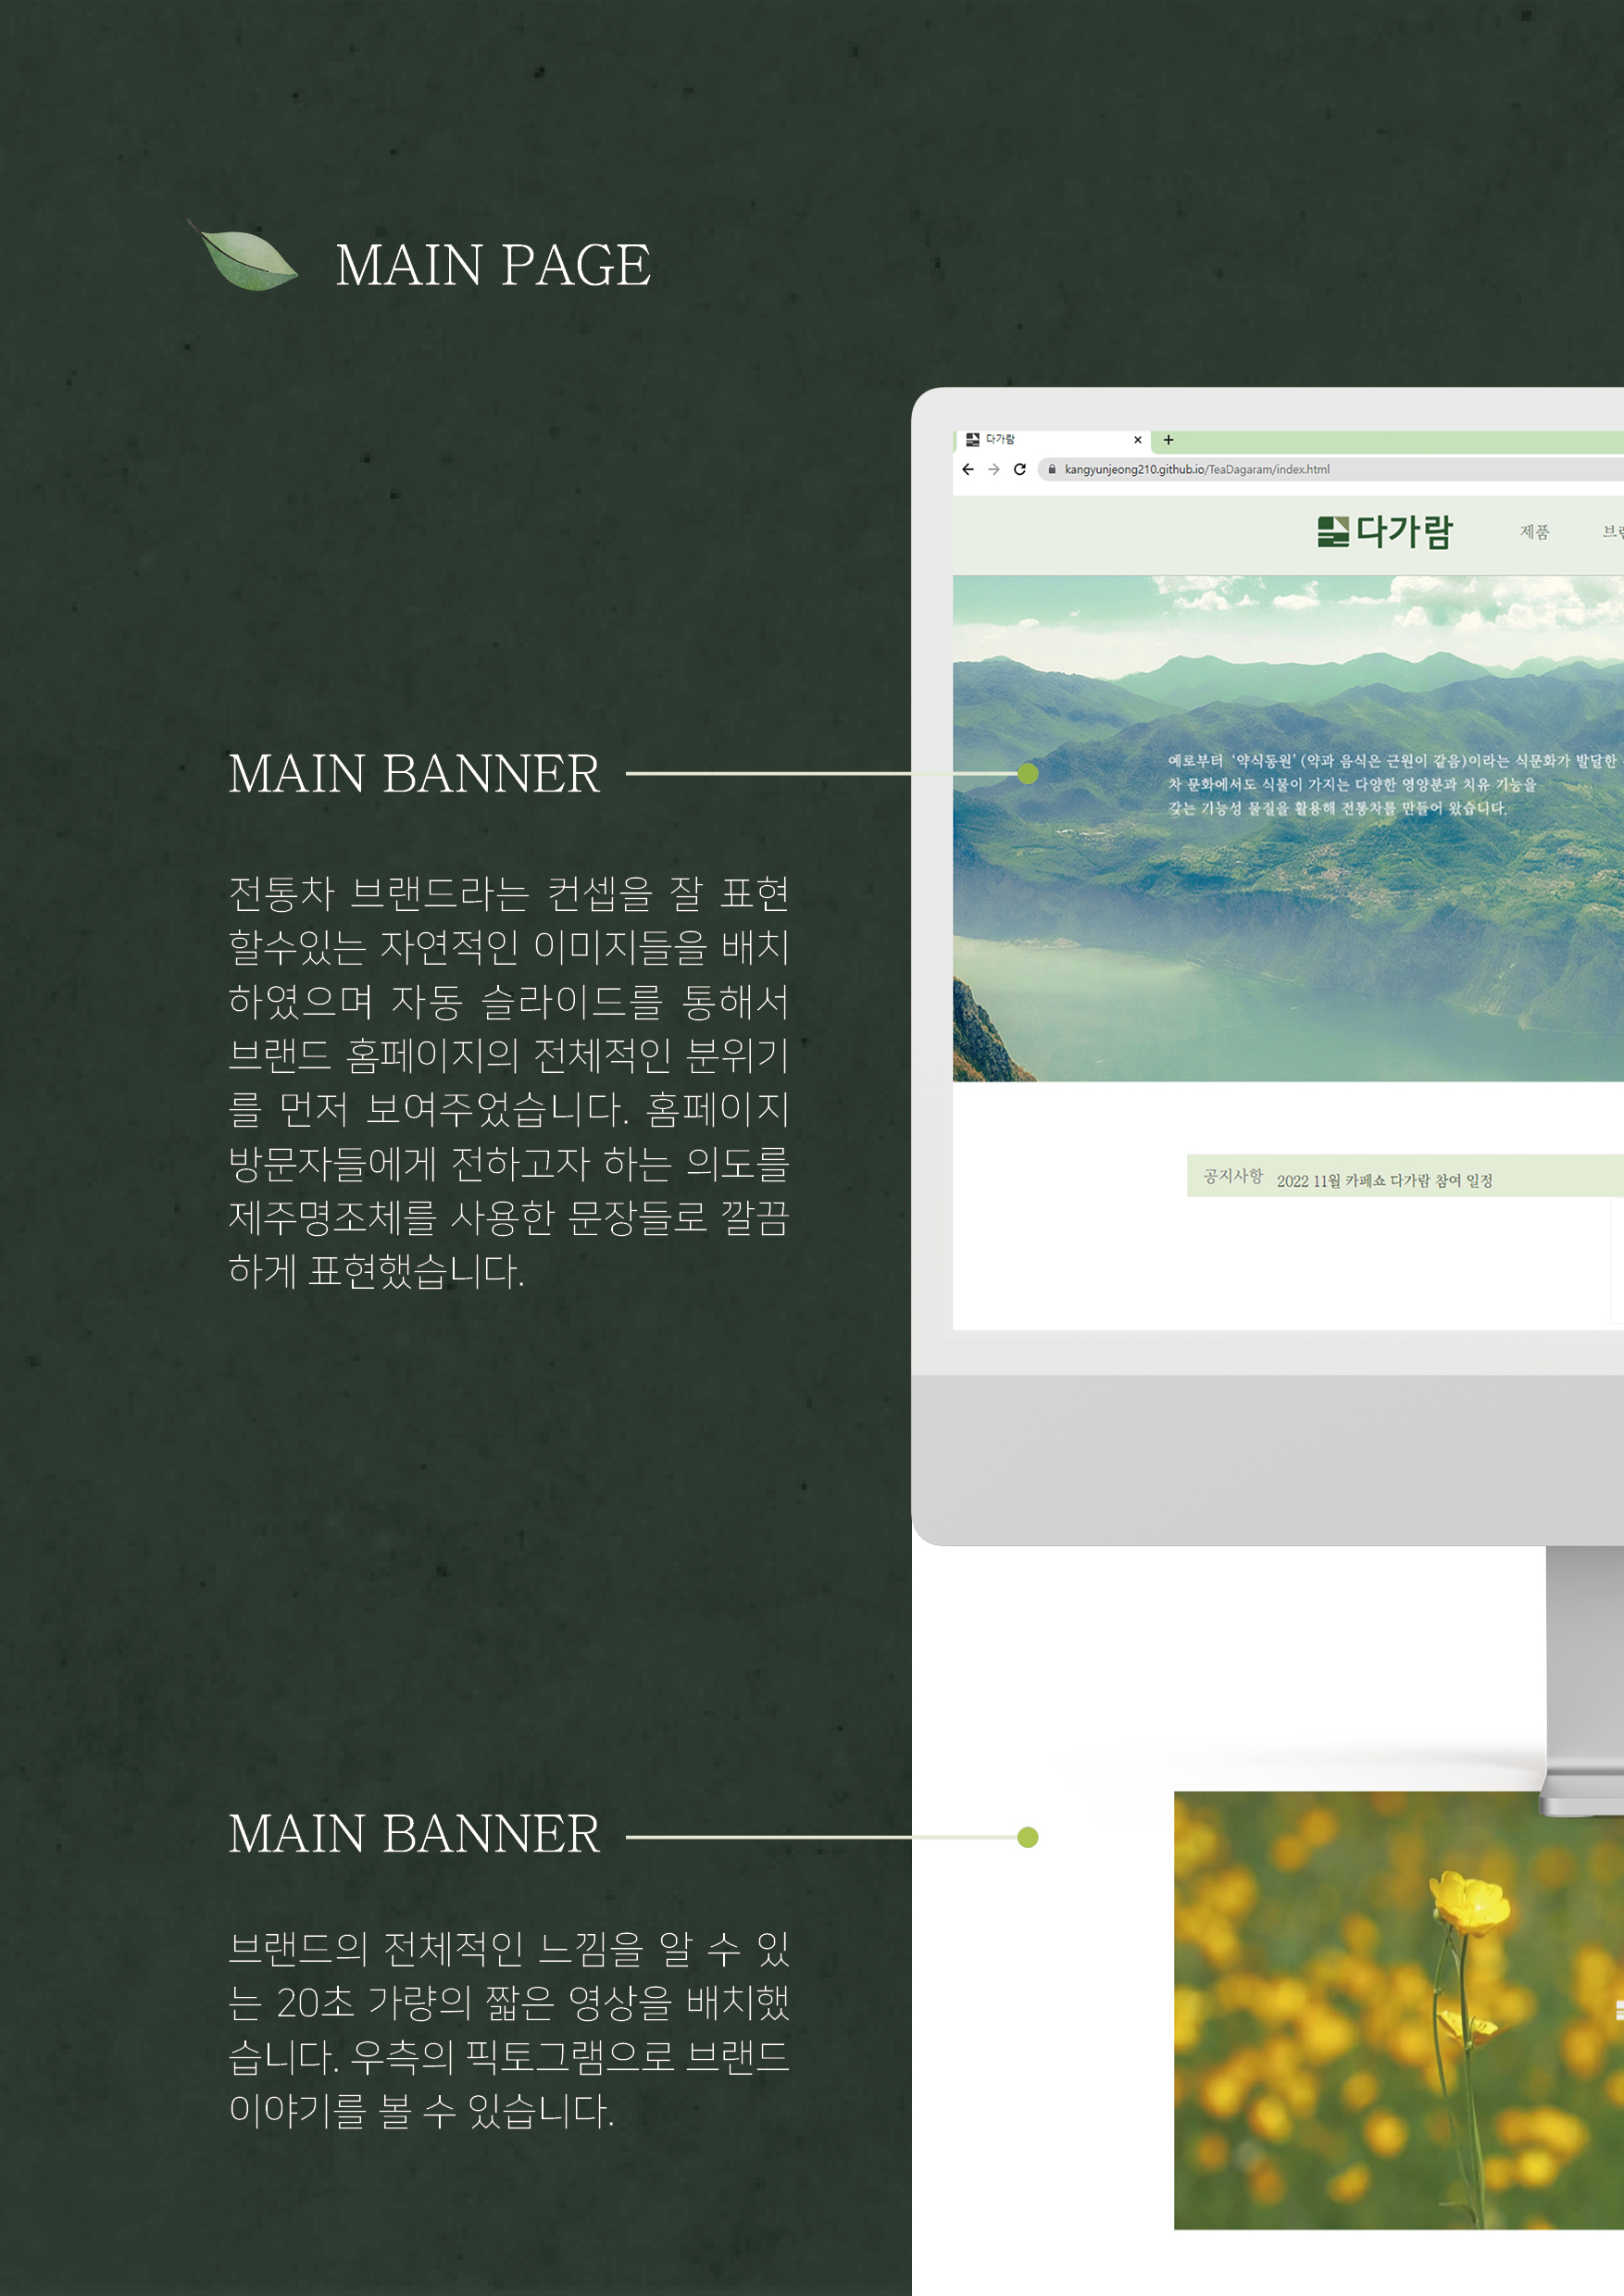 MAIN PAGE
다가람
kangyunjeong210.github.io/TeaDagaram/index.html
다가람
제품
MAIN BANNER
예로부터 '약식동원' (약과 음식은 근원이 같음)이라는 식문화가 발달한
차 문화에서도 식물이 가지는 다양한 영양분과 치유 기능을
갖는 기능성 물질을 활용해 전통차를 만들어 왔습니다.
전통차 브랜드라는 컨셉을 잘 표현
할수있는 자연적인 이미지들을 배치
하였으며 자동 슬라이드를 통해서
브랜드 홈페이지의 전체적인 분위기
를 먼저 보여주었습니다. 홈페이지
방문자들에게 전하고자 하는 의도를
제주명조체를 사용한 문장들로 깔끔
하게 표현했습니다.
공지사항 2022 11월 카페쇼 다가람 참여 일정
MAIN BANNER
브랜드의 전체적인 느낌을 알 수 있
는 20초 가량의 짧은 영상을 배치했
습니다. 우측의 픽토그램으로 브랜드
이야기를 볼 수 있습니다.